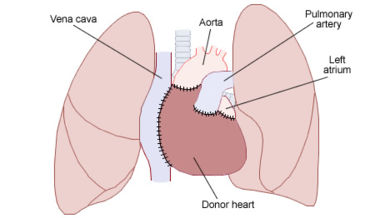 Vena cava
Aorta
Pulmonary
artery
Left
atrium
Donor heart